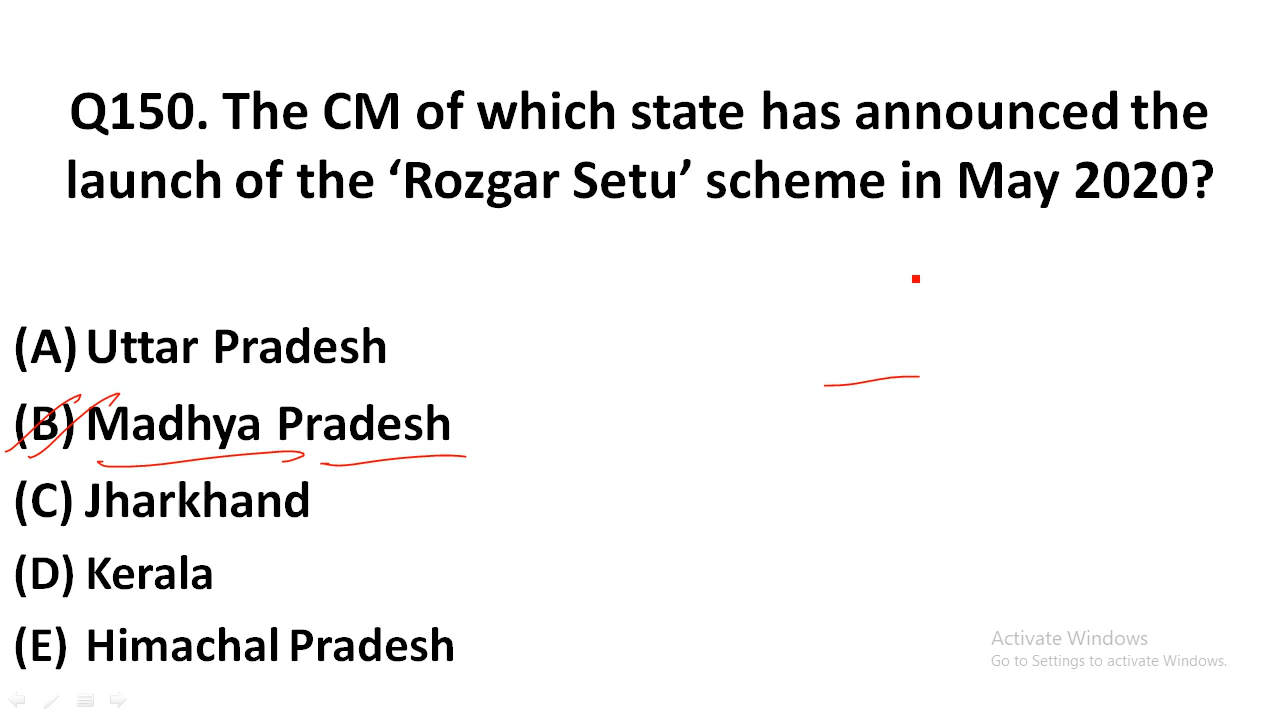 Q150. The CM of which state has announced the
launch of the ‘Rozgar Setu’ scheme in May 2020?
(A) Uttar Pradesh
(B) Madhya Pradesh
(C) Jharkhand
(D) Kerala
(E) Himachal Pradesh
Activate Windows
Go to Settings to activate Windows.